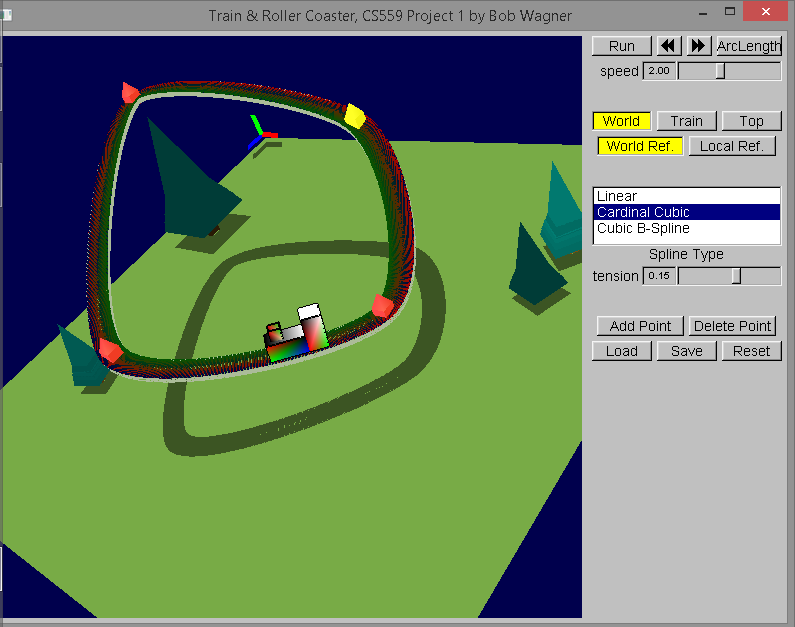 Train & Roller Coaster, CS559 Project 1 by Bob Wagner
Run ArcLength
speed 2.00
World Train Top
World Ref. Local Ref.
Linear
Cardinal Cubic
Cubic B-Spline
Spline Type
tension 0.15
Add Point Delete Point
Load Save Reset